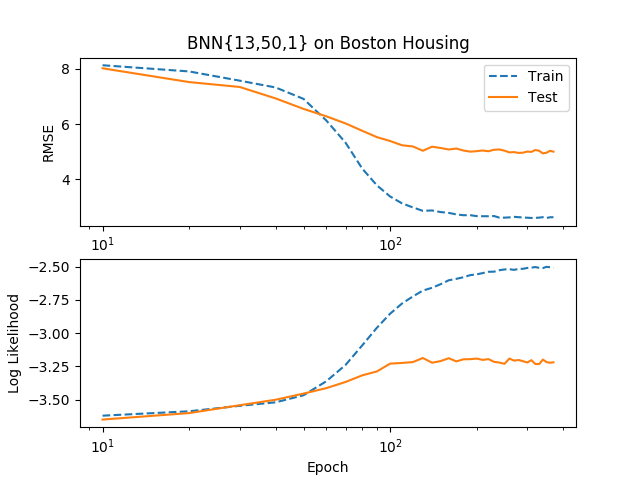 BNN{13,50,1} on Boston Housing
RMSE
8
6
4
Train
Test
10¹
10²
Log Likelihood
−2.50
−2.75
−3.00
−3.25
−3.50
10¹
10²
Epoch